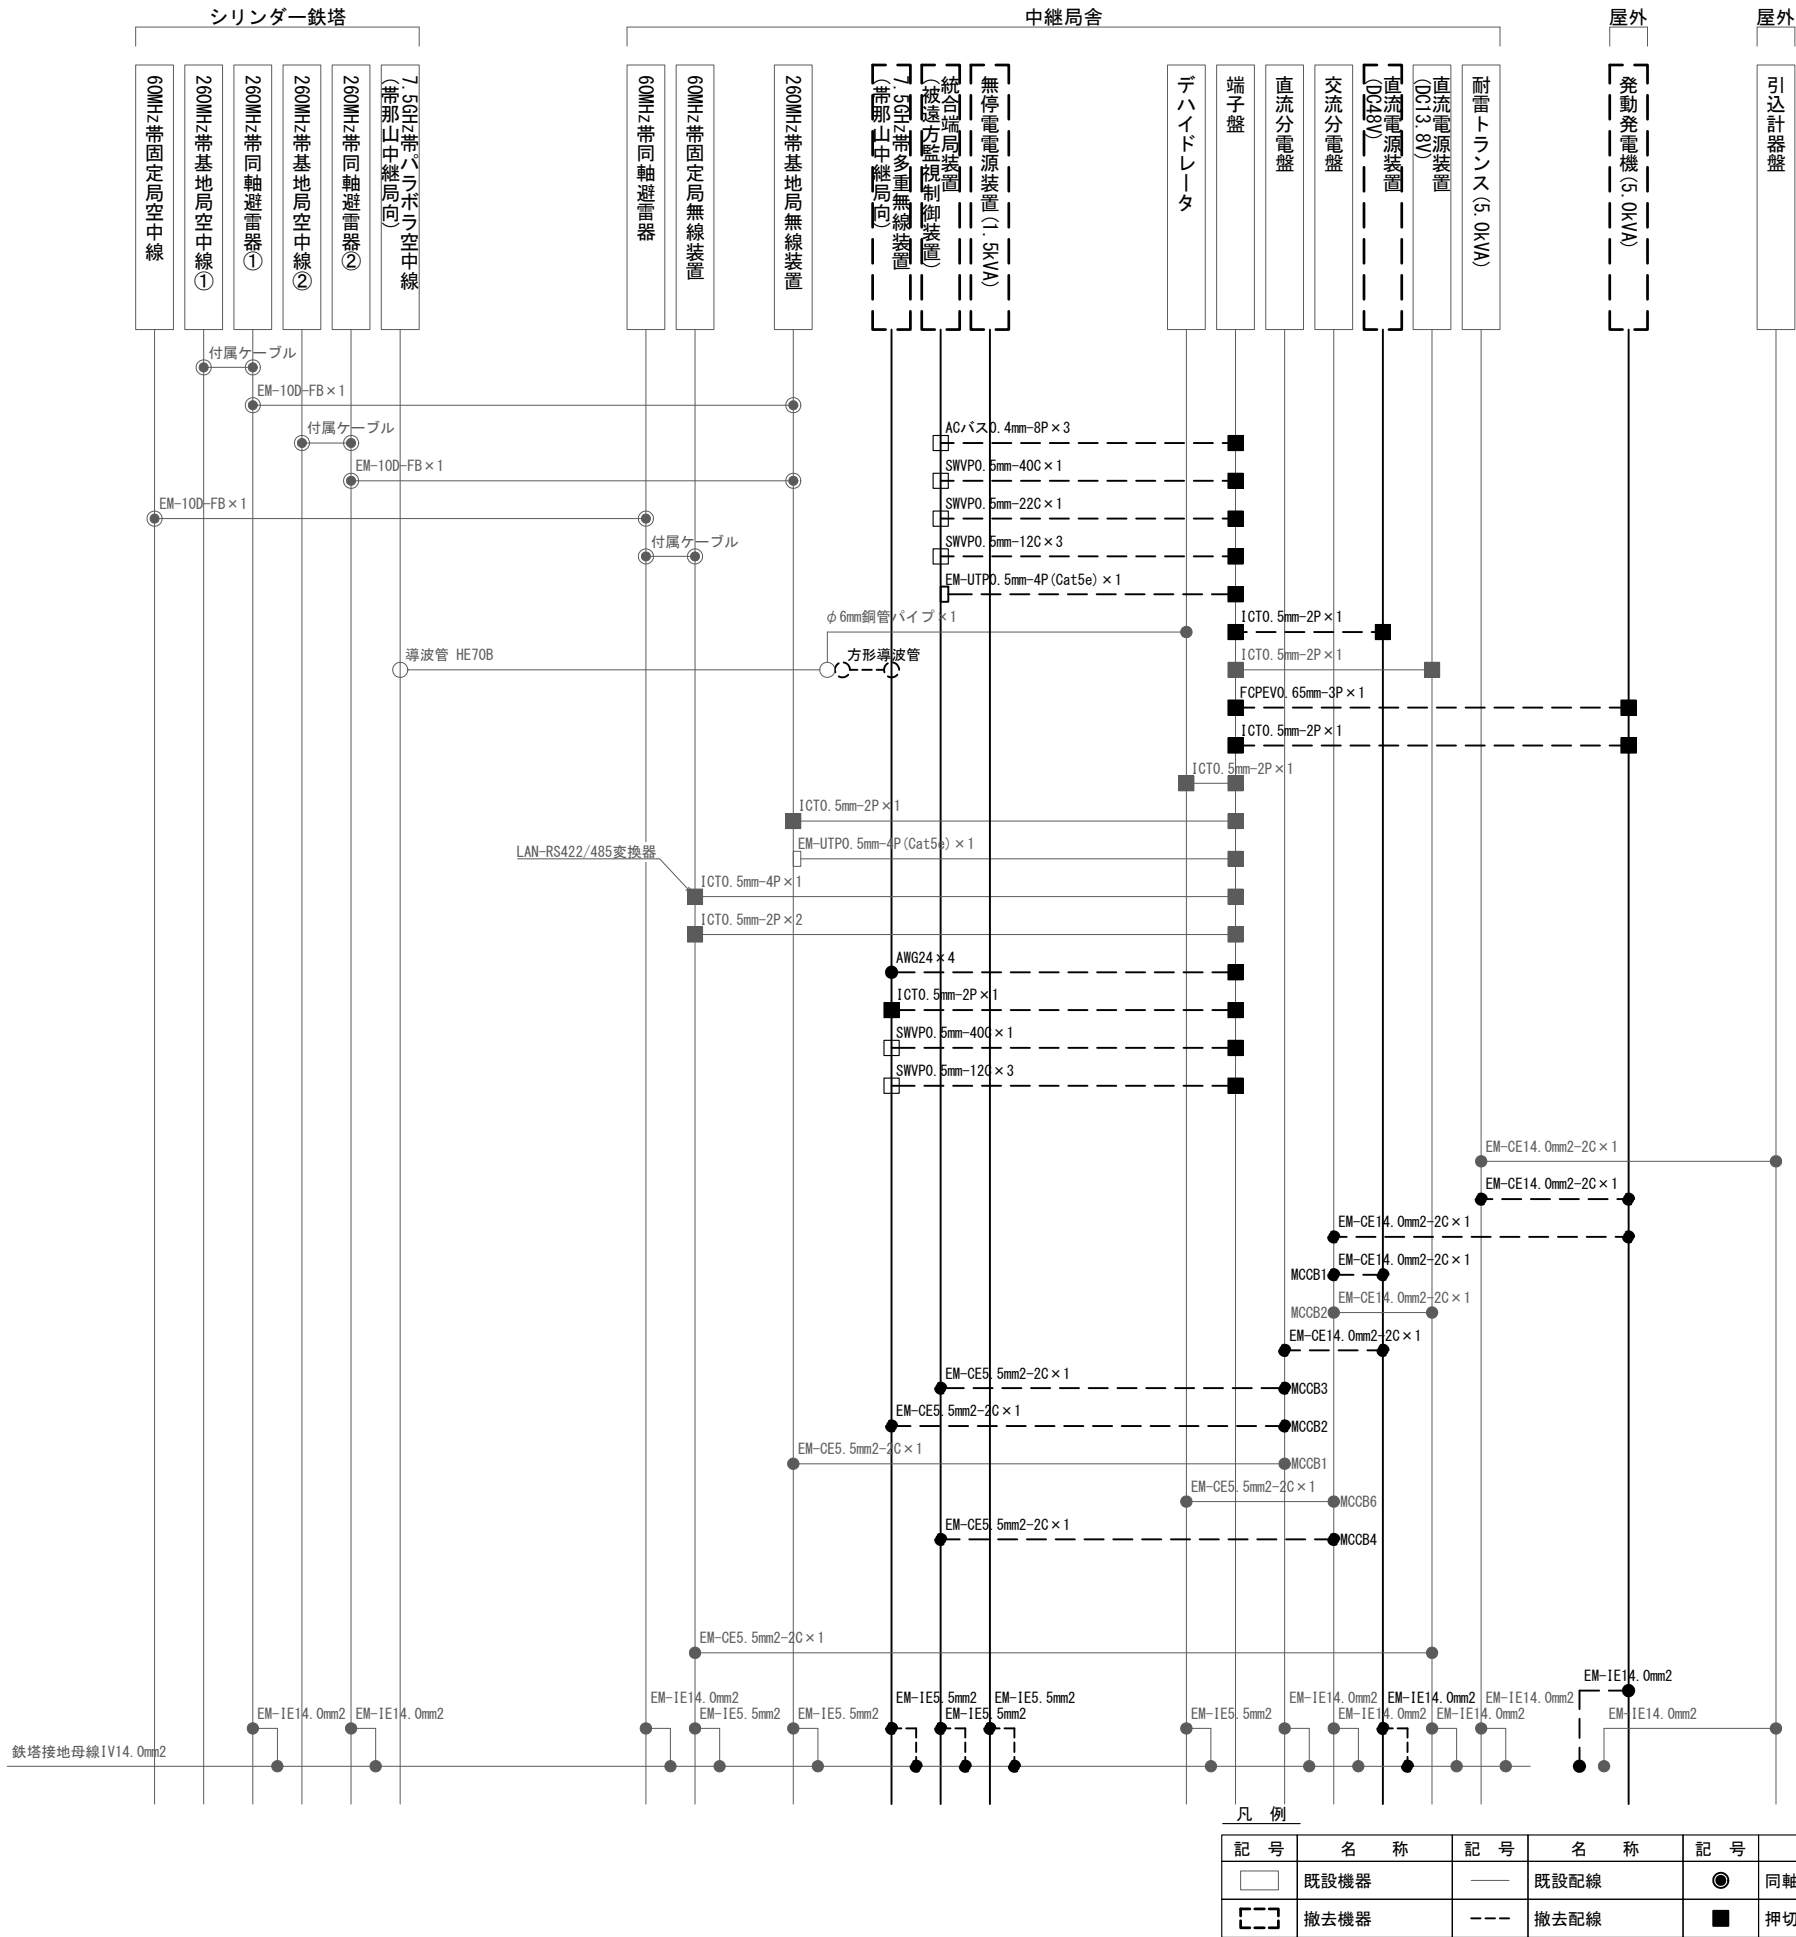 シリンダー鉄塔
中継局舎
屋外
屋外
60MHz帯固定局空中線
260MHz帯基地局空中線①
260MHz帯同軸避雷器①
260MHz帯基地局空中線②
260MHz帯同軸避雷器②
7.5GHz帯パラボラ空中線
(帯那山中継局向)
60MHz帯同軸避雷器
60MHz帯固定局無線装置
260MHz帯基地局無線装置
7.5GHz帯多重無線装置
(帯那山中継局向)
統合端局装置
(被遠方監視制御装置)
無停電電源装置(1.5kVA)
デハイドレータ
端子盤
直流分電盤
交流分電盤
直流電源装置
(DC48V)
直流電源装置
(DC13.8V)
耐雷トランス(5.0kVA)
発動発電機(5.0kVA)
引込計器盤
付属ケーブル
EM-10D-FB×1
付属ケーブル
ACバス0.4mm-8P×3
EM-10D-FB×1
SWVP0.5mm-40C×1
EM-10D-FB×1
SWVP0.5mm-22C×1
付属ケーブル
SWVP0.5mm-12C×3
EM-UTP0.5mm-4P(Cat5e)×1
φ6mm銅管パイプ×1
ICT0.5mm-2P×1
導波管 HE70B
方形導波管
ICT0.5mm-2P×1
FCPEV0.65mm-3P×1
ICT0.5mm-2P×1
ICT0.5mm-2P×1
ICT0.5mm-2P×1
LAN-RS422/485変換器
EM-UTP0.5mm-4P(Cat5e)×1
ICT0.5mm-4P×1
ICT0.5mm-2P×2
AWG24×4
ICT0.5mm-2P×1
SWVP0.5mm-40C×1
SWVP0.5mm-12C×3
EM-CE14.0mm2-2C×1
EM-CE14.0mm2-2C×1
EM-CE14.0mm2-2C×1
EM-CE14.0mm2-2C×1
MCCB1
EM-CE14.0mm2-2C×1
MCCB2
EM-CE14.0mm2-2C×1
EM-CE5.5mm2-2C×1
MCCB3
EM-CE5.5mm2-2C×1
MCCB2
EM-CE5.5mm2-2C×1
MCCB1
EM-CE5.5mm2-2C×1
MCCB6
EM-CE5.5mm2-2C×1
MCCB4
EM-CE5.5mm2-2C×1
EM-IE14.0mm2
EM-IE14.0mm2
EM-IE5.5mm2
EM-IE5.5mm2
EM-IE14.0mm2
EM-IE14.0mm2
EM-IE14.0mm2
EM-IE14.0mm2
EM-IE14.0mm2
EM-IE5.5mm2
EM-IE5.5mm2
EM-IE5.5mm2
EM-IE5.5mm2
EM-IE14.0mm2
EM-IE14.0mm2
EM-IE14.0mm2
鉄塔接地母線IV14.0mm2
凡 例
記 号
名 称
記 号
名 称
記 号
既設機器
既設配線
同軸
撤去機器
撤去配線
押切